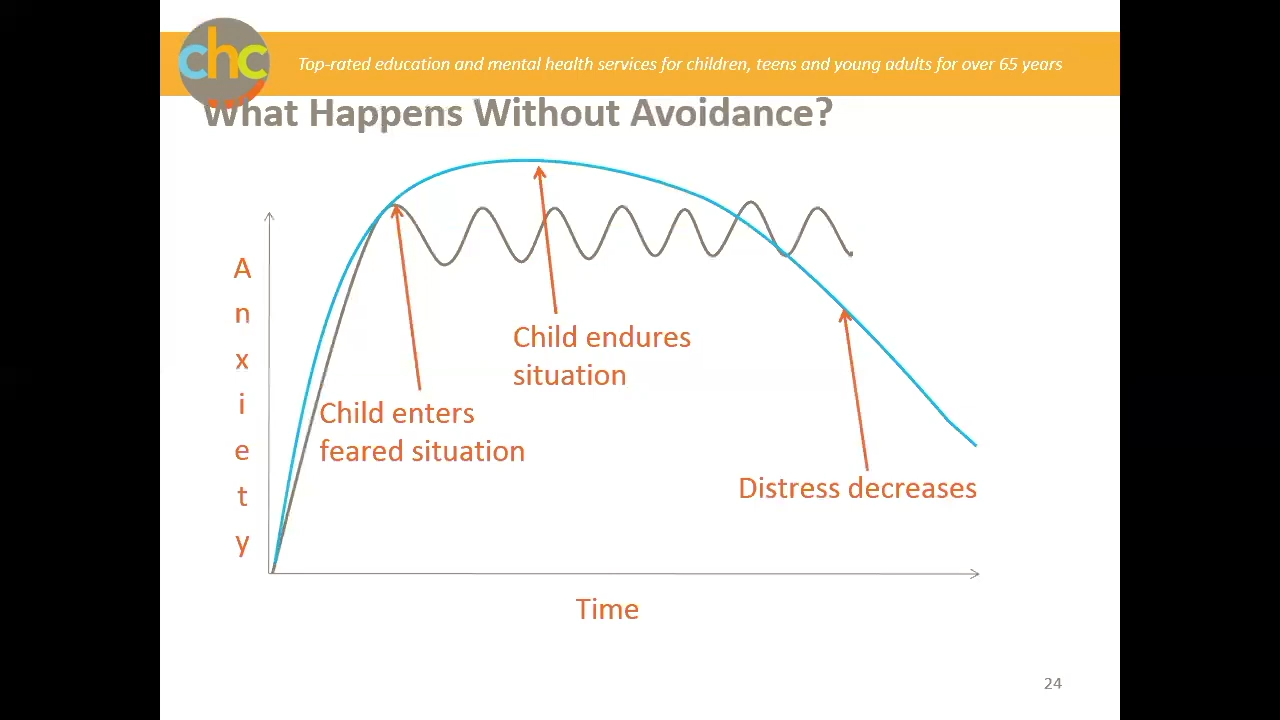 chc
Top-rated education and mental health services for children, teens and young adults for over 65 years
What Happens Without Avoidance?
Anxiety
Child endures
situation
Child enters
feared situation
Distress decreases
Time
24